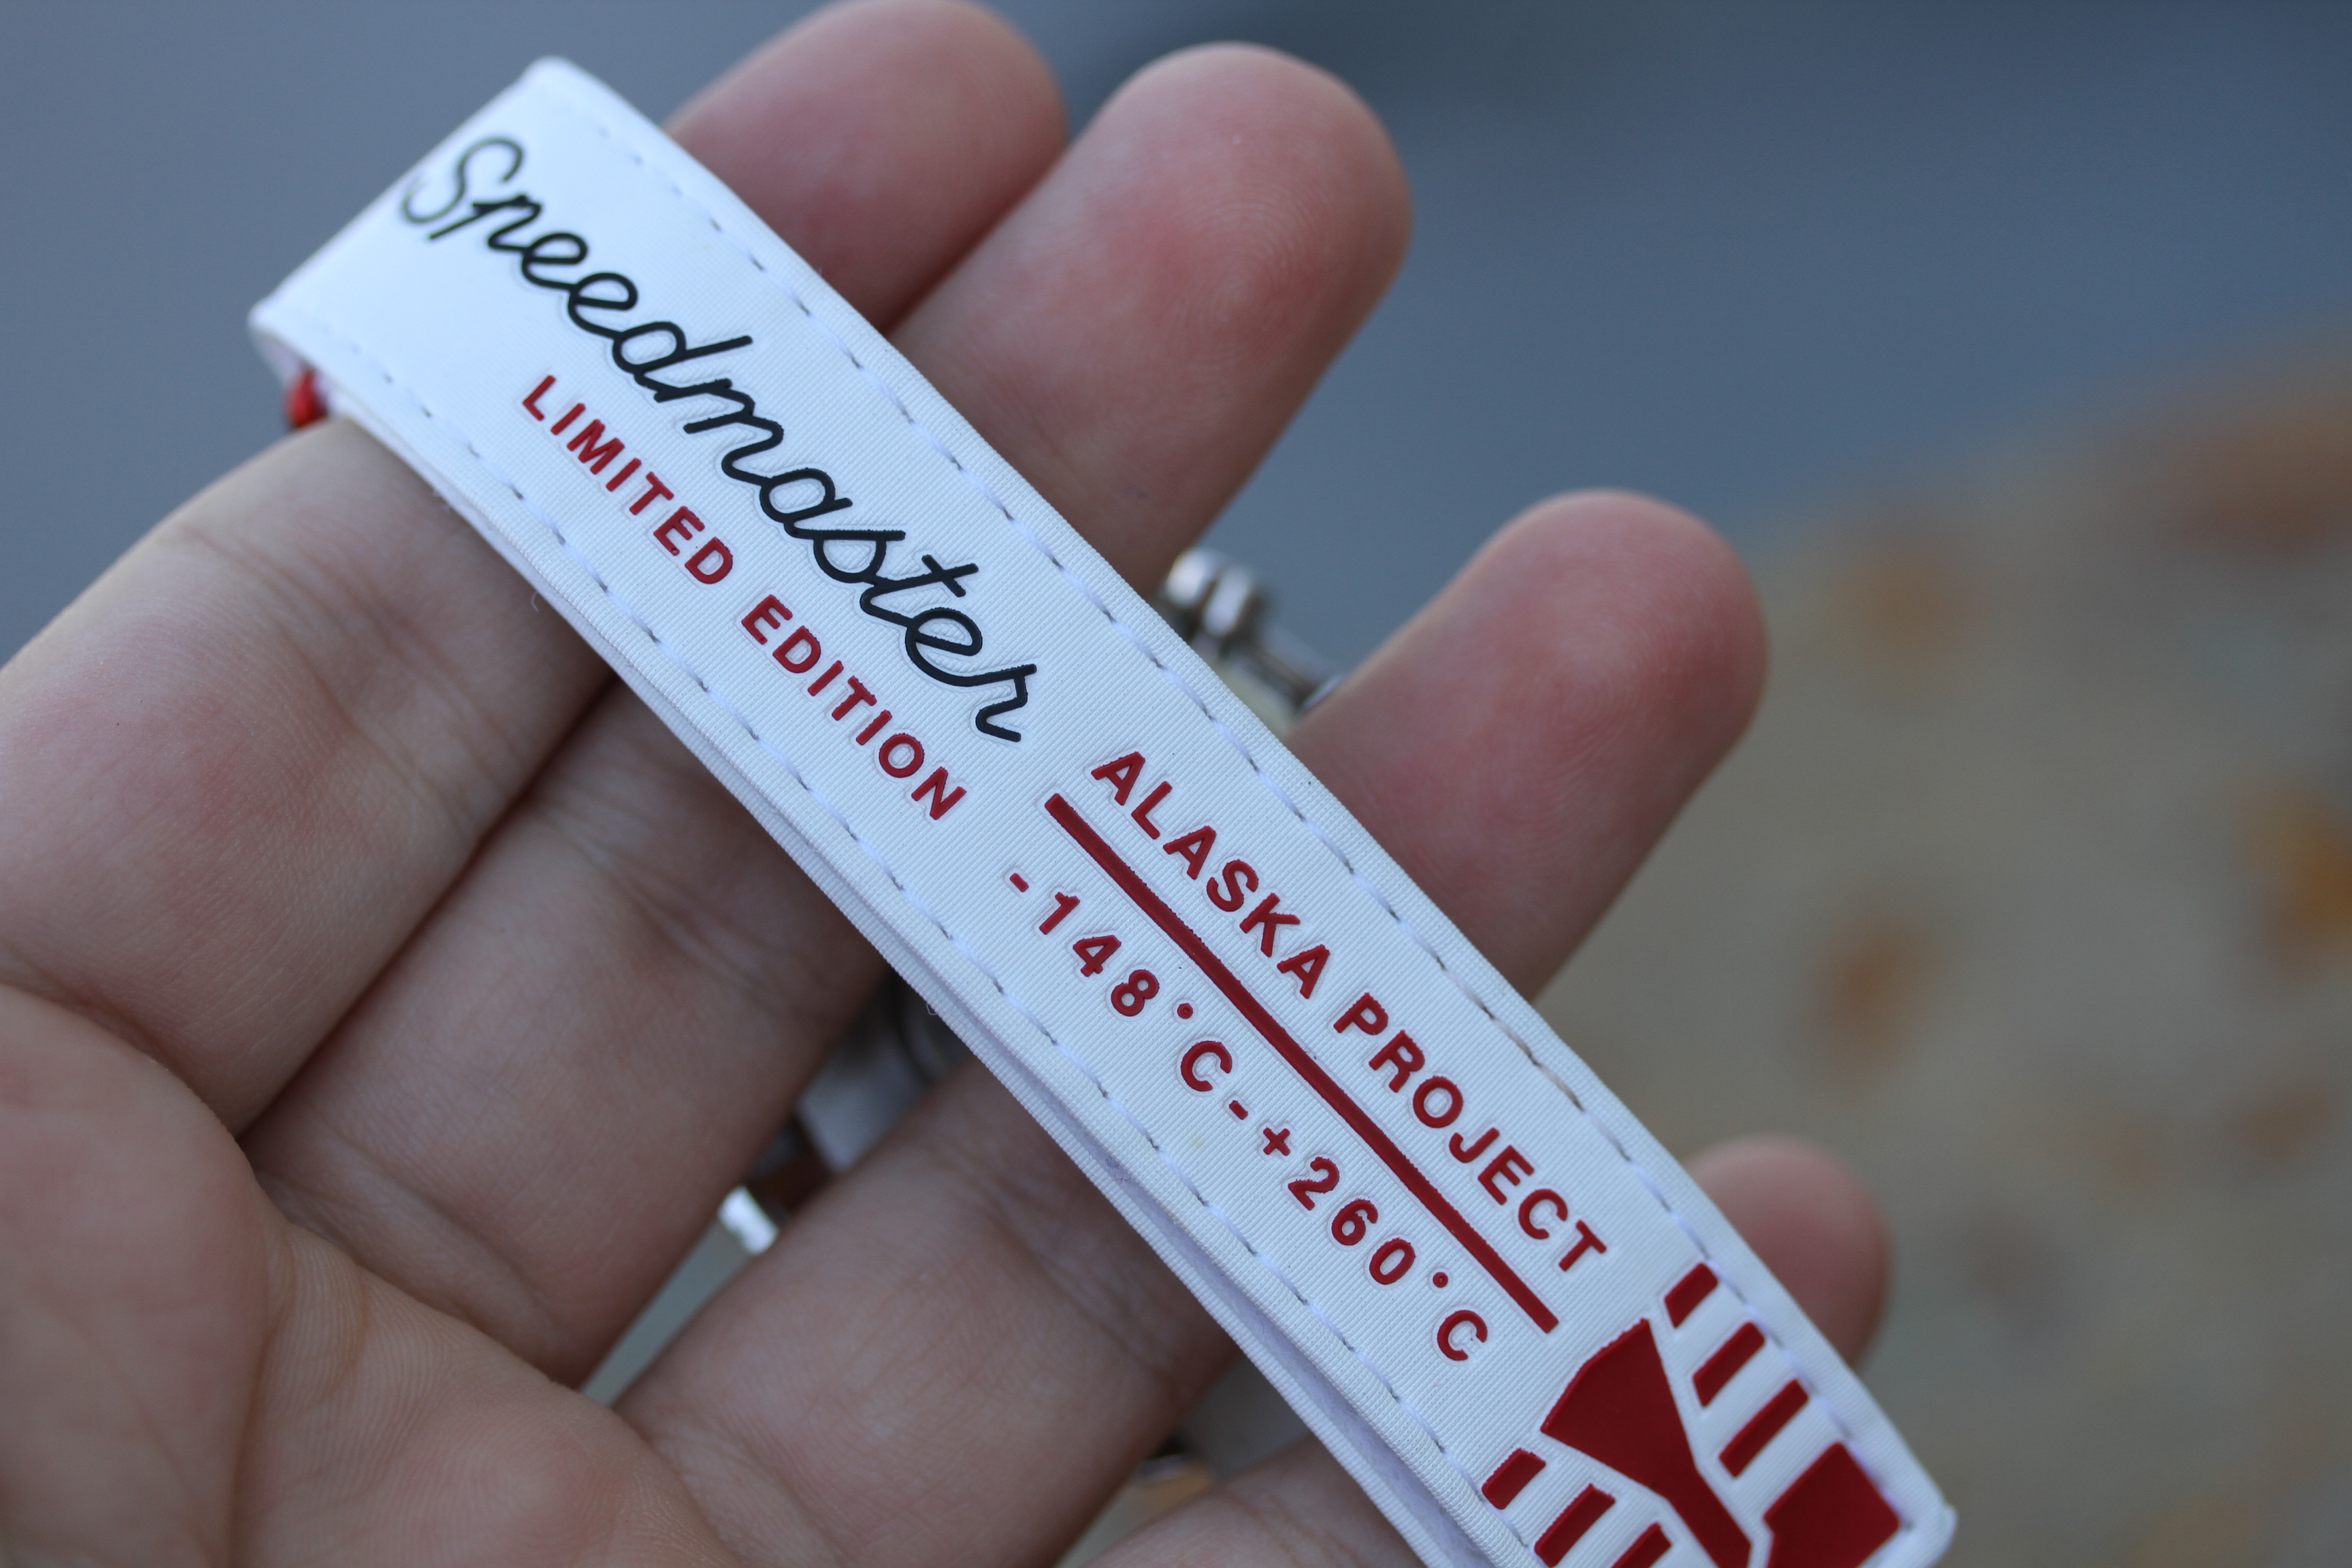 Speedmaster
LIMITED EDITION
ALASKA PROJECT
-148°C-+260°C